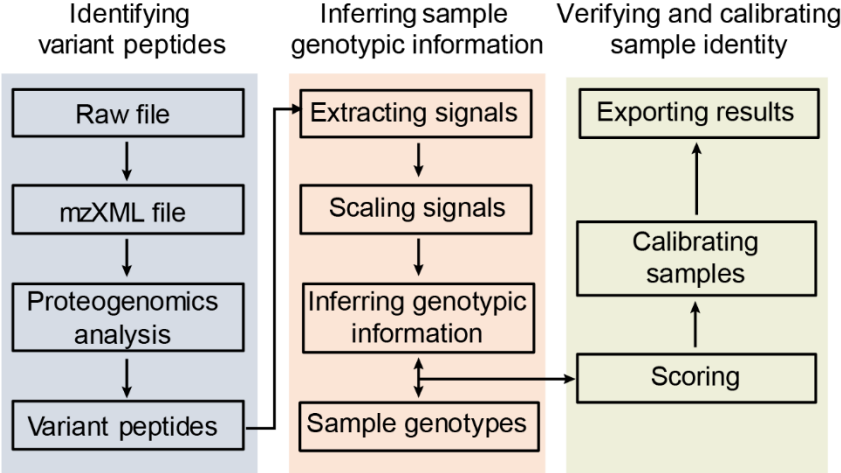 Identifying
variant peptides
Raw file
mzXML file
Proteogenomics
analysis
Variant peptides
Inferring sample
genotypic information
Extracting signals
Scaling signals
Inferring genotypic
information
Sample genotypes
Verifying and calibrating
sample identity
Exporting results
Calibrating
samples
Scoring